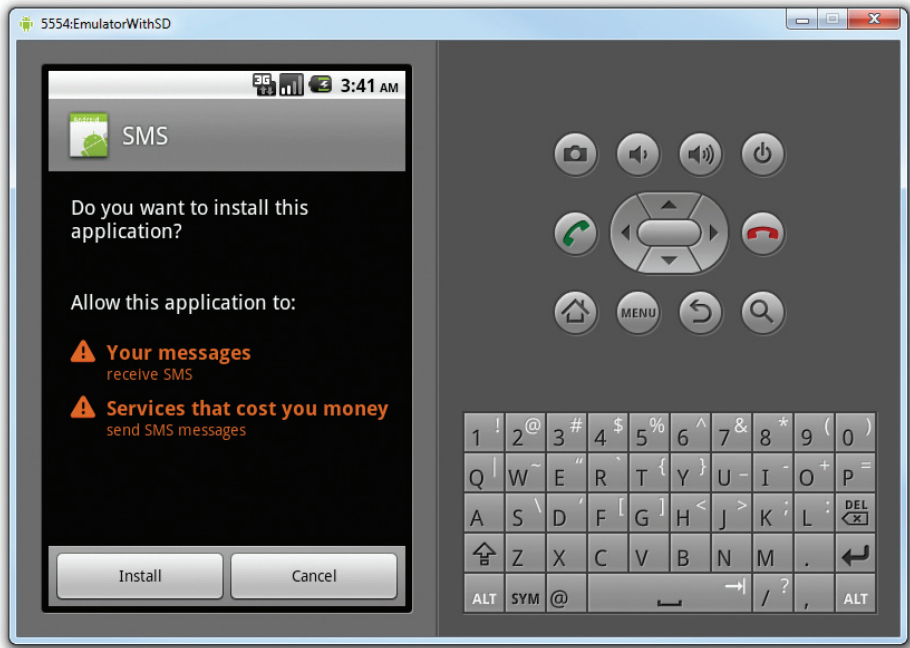 5554:EmulatorWithSD
3G 3:41 AM
android
SMS
Do you want to install this
application?
Allow this application to:
Your messages
receive SMS
Services that cost you money
send SMS messages
Install Cancel
MENU
1 ! 2 @ 3 # 4 $ 5 % 6 ^ 7 & 8 * 9 ( 0 )
Q | W ~ E " R ` T { Y } U _ I - O + P =
A S \ D ' F [ G ] H < J > K ; L : DEL
Z X C V B N M .
ALT SYM @ / ? , ALT